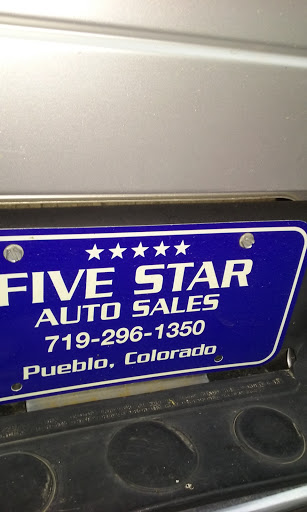 FIVE STAR
AUTO SALES
719-296-1350
Pueblo, Colorado